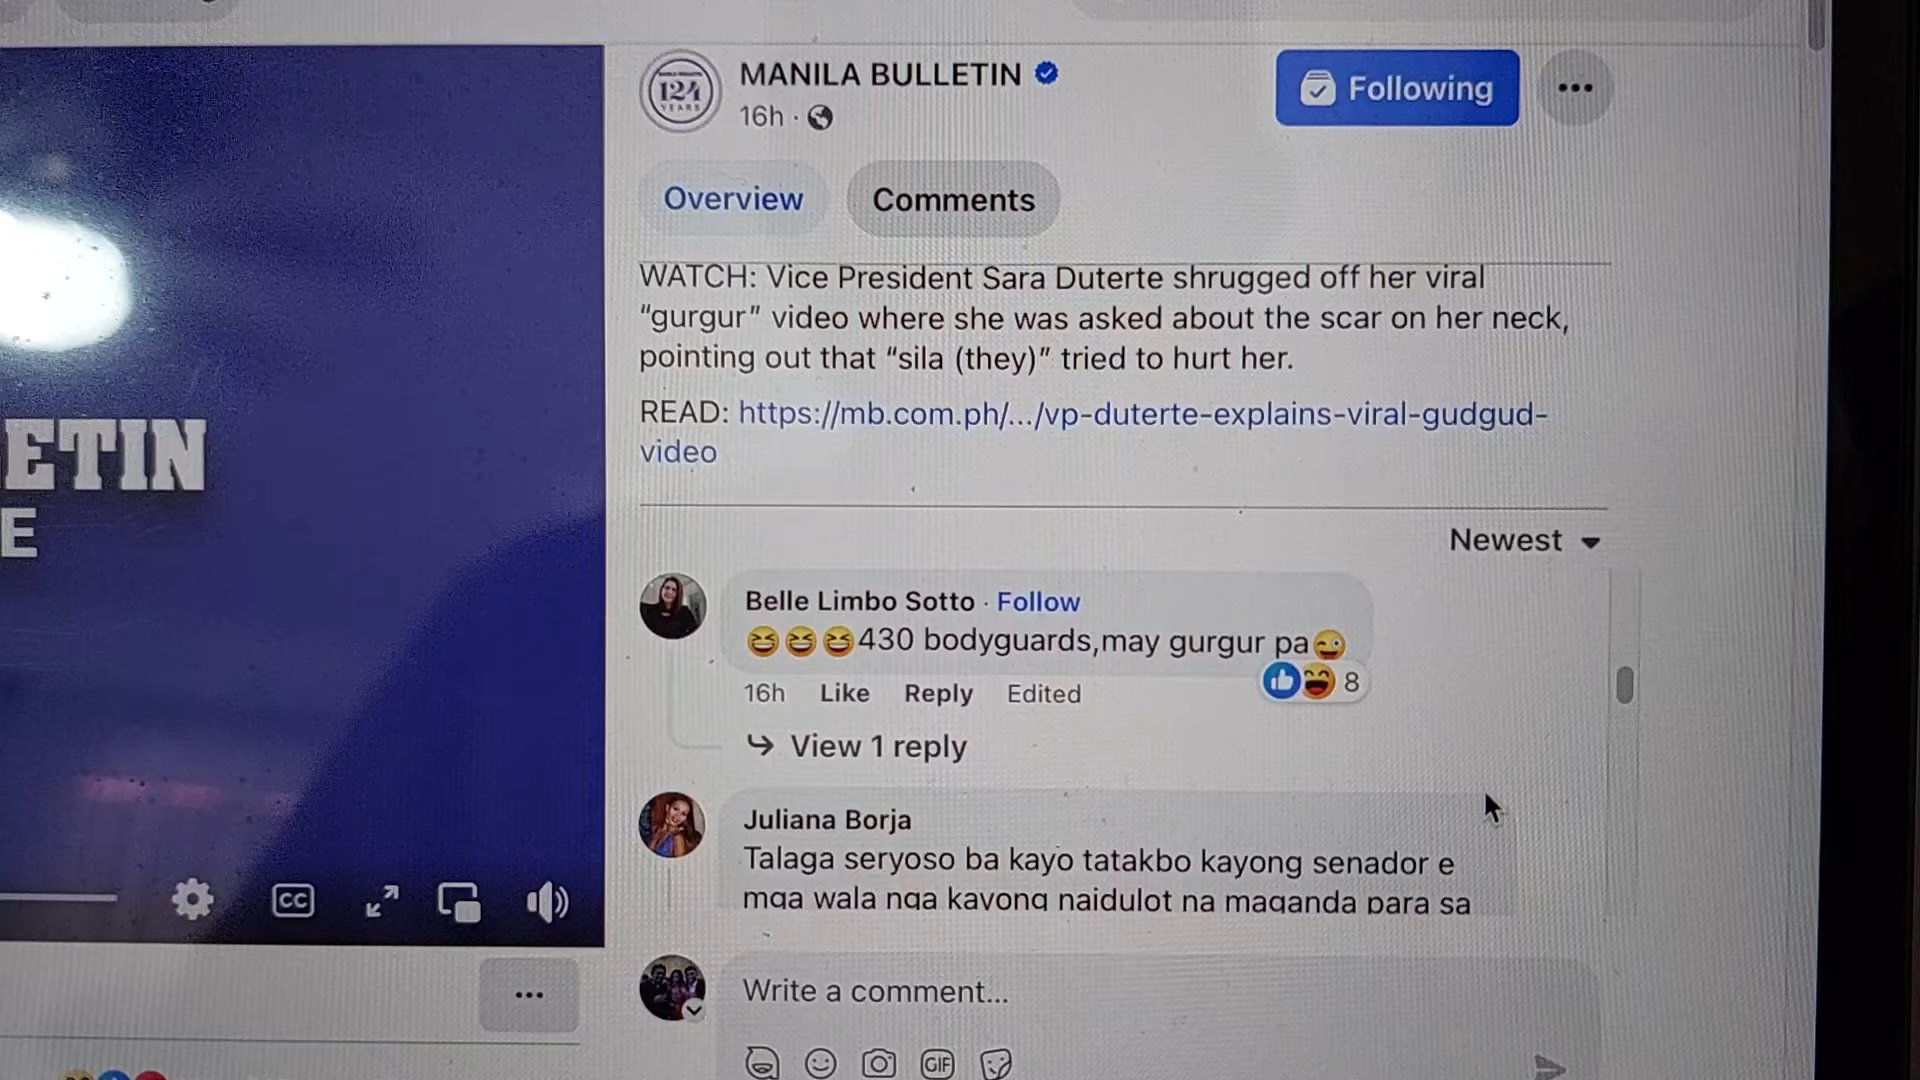 MANILA BULLETIN
124
YEARS
16h ·
Following
Overview
Comments
WATCH: Vice President Sara Duterte shrugged off her viral
“gurgur” video where she was asked about the scar on her neck,
pointing out that “sila (they)” tried to hurt her.
READ: https://mb.com.ph/.../vp-duterte-explains-viral-gudgud-
video
ETIN
E
Newest
Belle Limbo Sotto · Follow
😆😆😆430 bodyguards,may gurgur pa😜
8
16h Like Reply Edited
View 1 reply
Juliana Borja
Talaga seryoso ba kayo tatakbo kayong senador e
mga wala nga kayong naidulot na maganda para sa
CC
Write a comment...
GIF